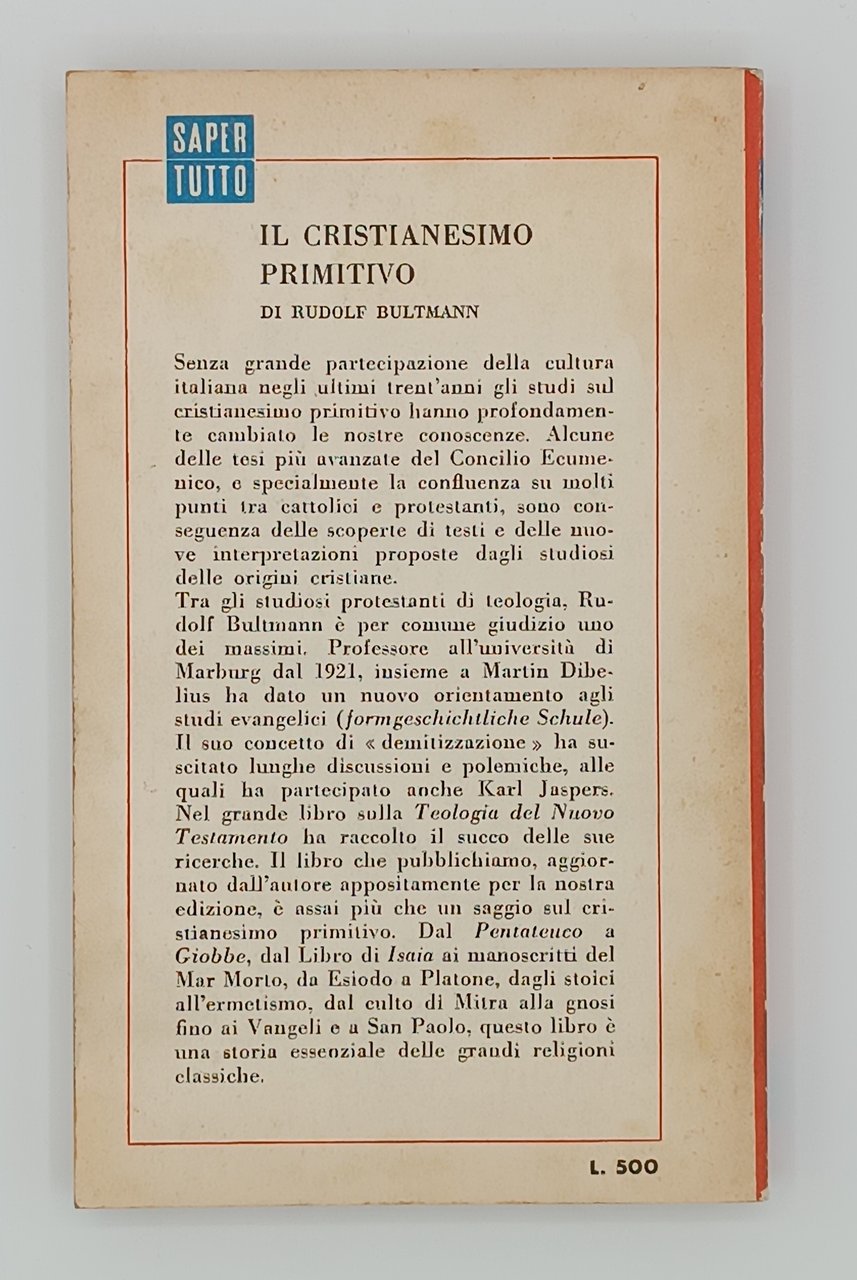 SAPER
TUTTO
IL CRISTIANESIMO
PRIMITIVO
DI RUDOLF BULTMANN
Senza grande partecipazione della cultura
italiana negli ultimi trent'anni gli studi sul
cristianesimo primitivo hanno profondamen-
te cambiato le nostre conoscenze. Alcune
delle tesi più avanzate del Concilio Ecume-
nico, e specialmente la confluenza su molti
punti tra cattolici e protestanti, sono con-
seguenza delle scoperte di testi e delle nuo-
ve interpretazioni proposte dagli studiosi
delle origini cristiane.
Tra gli studiosi protestanti di teologia, Ru-
dolf Bultmann è per comune giudizio uno
dei massimi. Professore all'università di
Marburg dal 1921, insieme a Martin Dibe-
lius ha dato un nuovo orientamento agli
studi evangelici (formgeschichtliche Schule).
Il suo concetto di « demitizzazione » ha su-
scitato lunghe discussioni e polemiche, alle
quali ha partecipato anche Karl Jaspers.
Nel grande libro sulla Teologia del Nuovo
Testamento ha raccolto il succo delle sue
ricerche. Il libro che pubblichiamo, aggior-
nato dall'autore appositamente per la nostra
edizione, è assai più che un saggio sul cri-
stianesimo primitivo. Dal Pentateuco a
Giobbe, dal Libro di Isaia ai manoscritti del
Mar Morto, da Esiodo a Platone, dagli stoici
all'ermetismo, dal culto di Mitra alla gnosi
fino ai Vangeli e a San Paolo, questo libro è
una storia essenziale delle grandi religioni
classiche.
L. 500